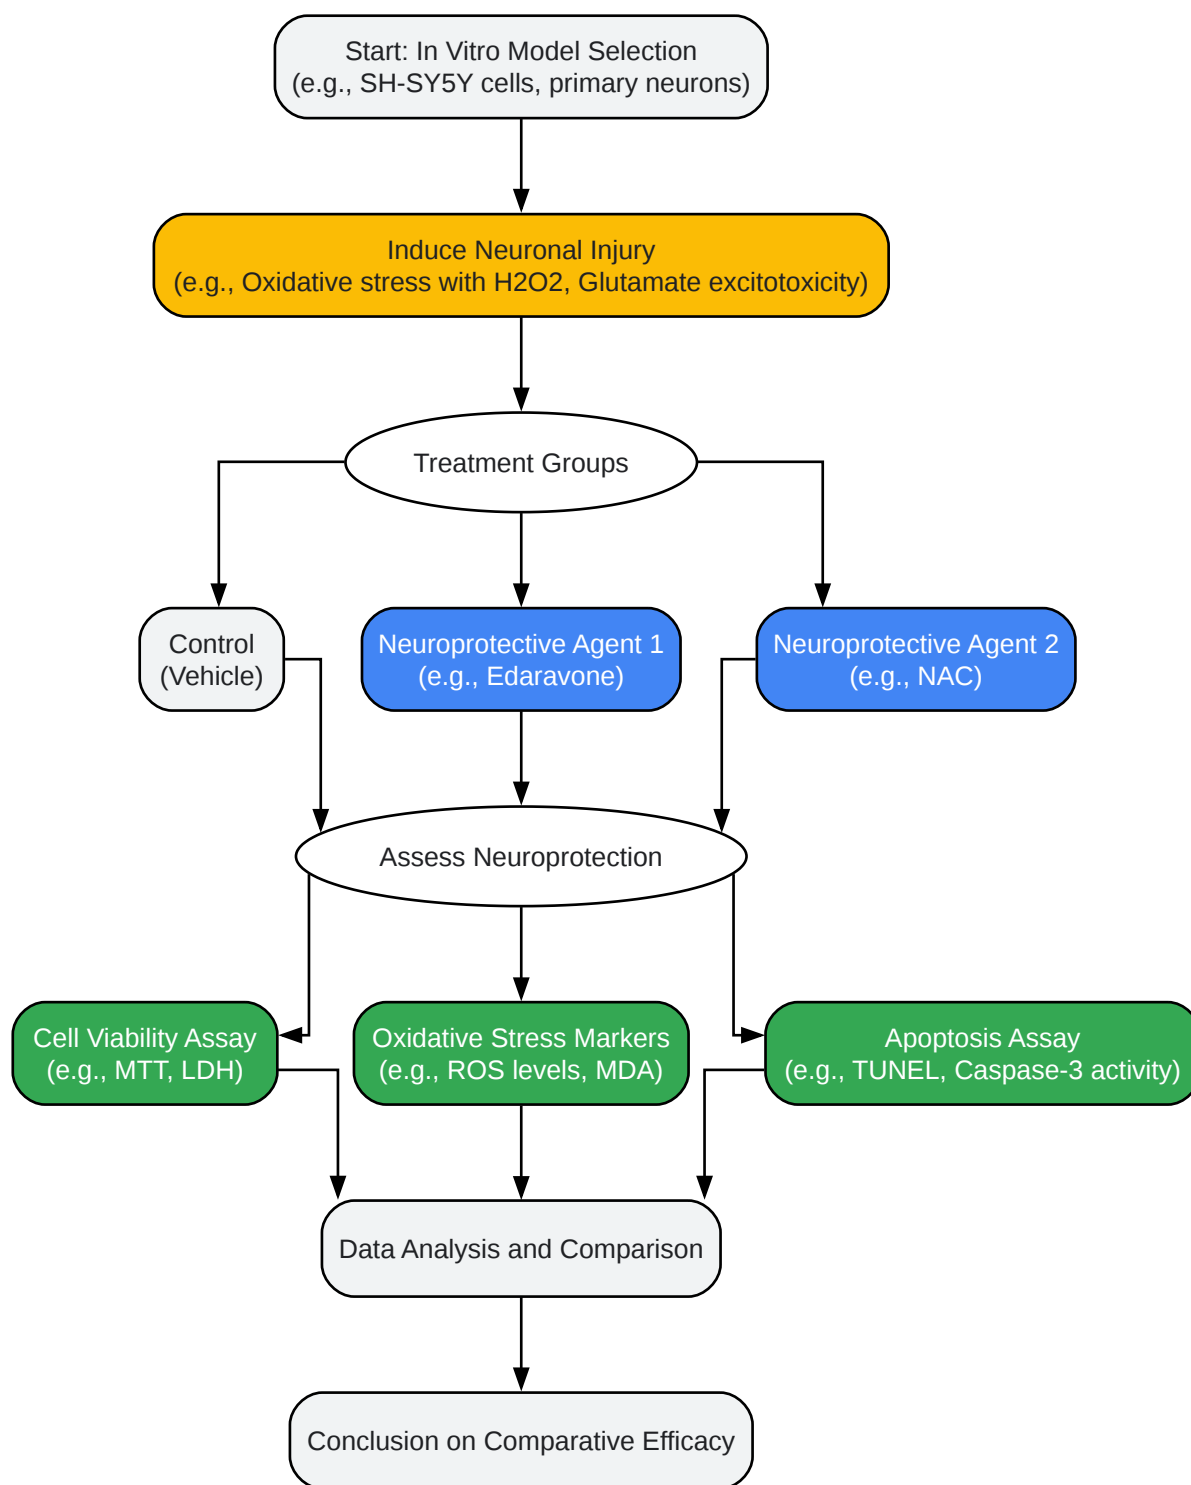 Start: In Vitro Model Selection
(e.g., SH-SY5Y cells, primary neurons)
Induce Neuronal Injury
(e.g., Oxidative stress with H2O2, Glutamate excitotoxicity)
Treatment Groups
Control
(Vehicle)
Neuroprotective Agent 1
(e.g., Edaravone)
Neuroprotective Agent 2
(e.g., NAC)
Assess Neuroprotection
Cell Viability Assay
(e.g., MTT, LDH)
Oxidative Stress Markers
(e.g., ROS levels, MDA)
Apoptosis Assay
(e.g., TUNEL, Caspase-3 activity)
Data Analysis and Comparison
Conclusion on Comparative Efficacy